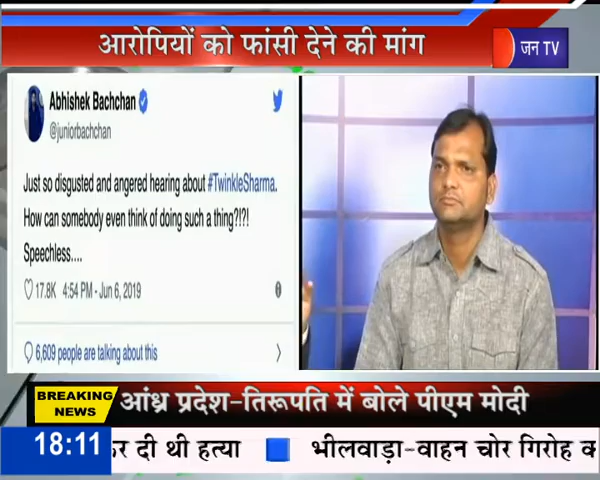 आरोपियों को फांसी देने की मांग
जन TV
Abhishek Bachchan
@juniorbachchan
Just so disgusted and angered hearing about #TwinkleSharma.
How can somebody even think of doing such a thing?!?!
Speechless....
17.8K 4:54 PM - Jun 6, 2019
6,609 people are talking about this
BREAKING
NEWS
आंध्र प्रदेश-तिरूपति में बोले पीएम मोदी
18:11
कर दी थी हत्या भीलवाड़ा-वाहन चोर गिरोह